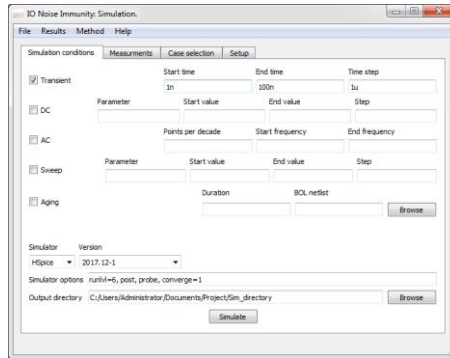 IO Noise Immunity: Simulation.
File Results Method Help
Simulation conditions Measurments Case selection Setup
Start time End time Time step
Transient 1n 100n 1u
Parameter Start value End value Step
DC
Points per decade Start frequency End frequency
AC
Parameter Start value End value Step
Sweep
Duration BOL netlist
Aging Browse
Simulator Version
HSpice 2017.12-1
Simulator options runlvl=6, post, probe, converge=1
Output directory C:/Users/Administrator/Documents/Project/Sim_directory Browse
Simulate